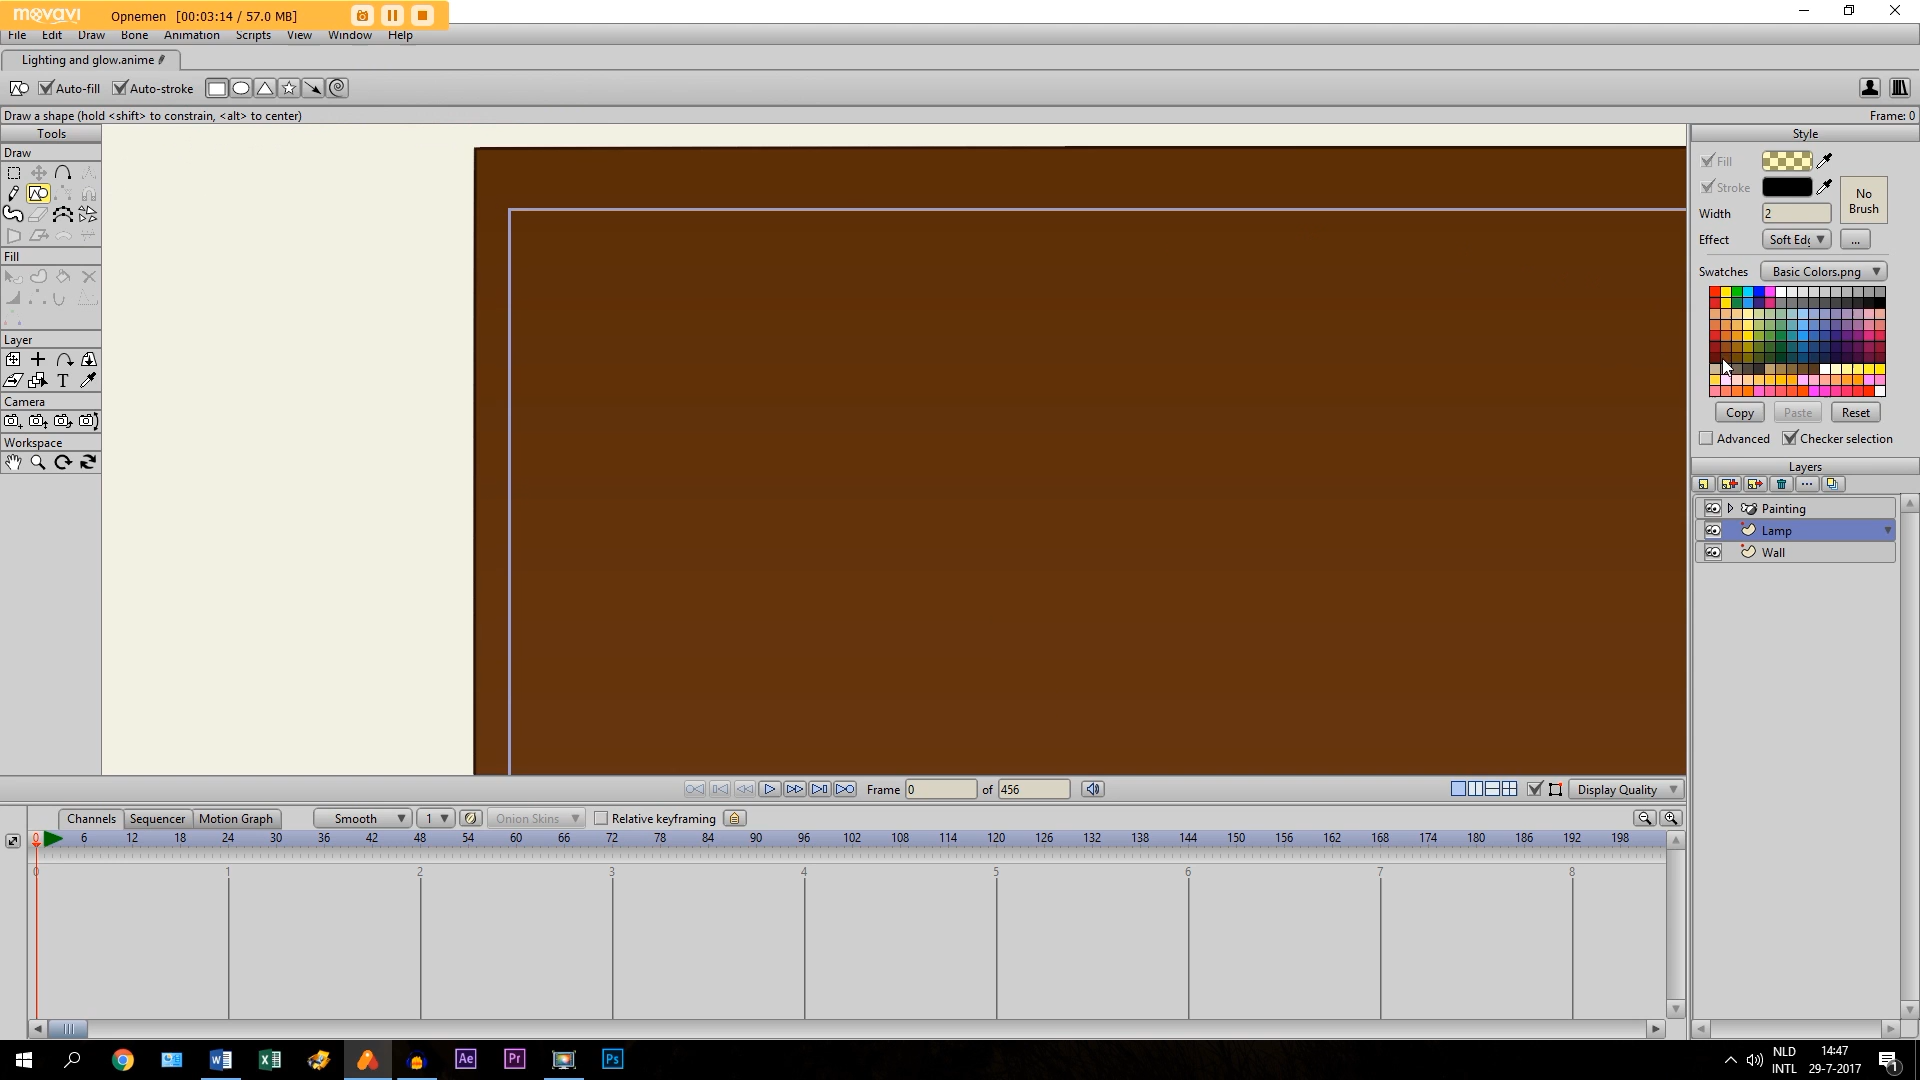 movavi Opnemen [00:03:14 / 57.0 MB]
File Edit Draw Bone Animation Scripts View Window Help
Lighting and glow.anime
Auto-fill Auto-stroke
Draw a shape (hold <shift> to constrain, <alt> to center) Frame: 0
Tools
Draw
Fill
Layer
T
Camera
Workspace
Style
Fill
Stroke
No Brush
Width 2
Effect Soft Edg ...
Swatches Basic Colors.png
Copy Paste Reset
Advanced Checker selection
Layers
Painting
Lamp
Wall
Frame 0 of 456 Display Quality
Channels Sequencer Motion Graph Smooth 1 Onion Skins Relative keyframing
0 6 12 18 24 30 36 42 48 54 60 66 72 78 84 90 96 102 108 114 120 126 132 138 144 150 156 162 168 174 180 186 192 198
0 1 2 3 4 5 6 7 8
Ae Pr Ps
NLD 14:47
INTL 29-7-2017 1